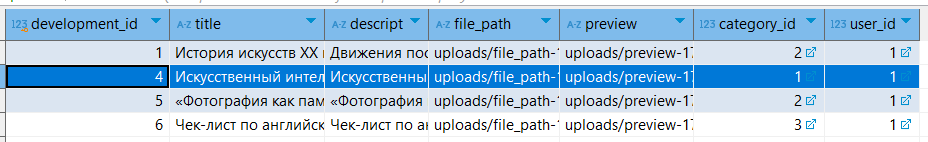 123 development_id A-Z title A-Z descript A-Z file_path A-Z preview 123 category_id 123 user_id
1 История искусств XX Движения пос uploads/file_path-1 uploads/preview-17 2 1
4 Искусственный интел Искусственны uploads/file_path-1 uploads/preview-17 1 1
5 «Фотография как пам «Фотография uploads/file_path-1 uploads/preview-17 2 1
6 Чек-лист по английск Чек-лист по а uploads/file_path-1 uploads/preview-17 3 1